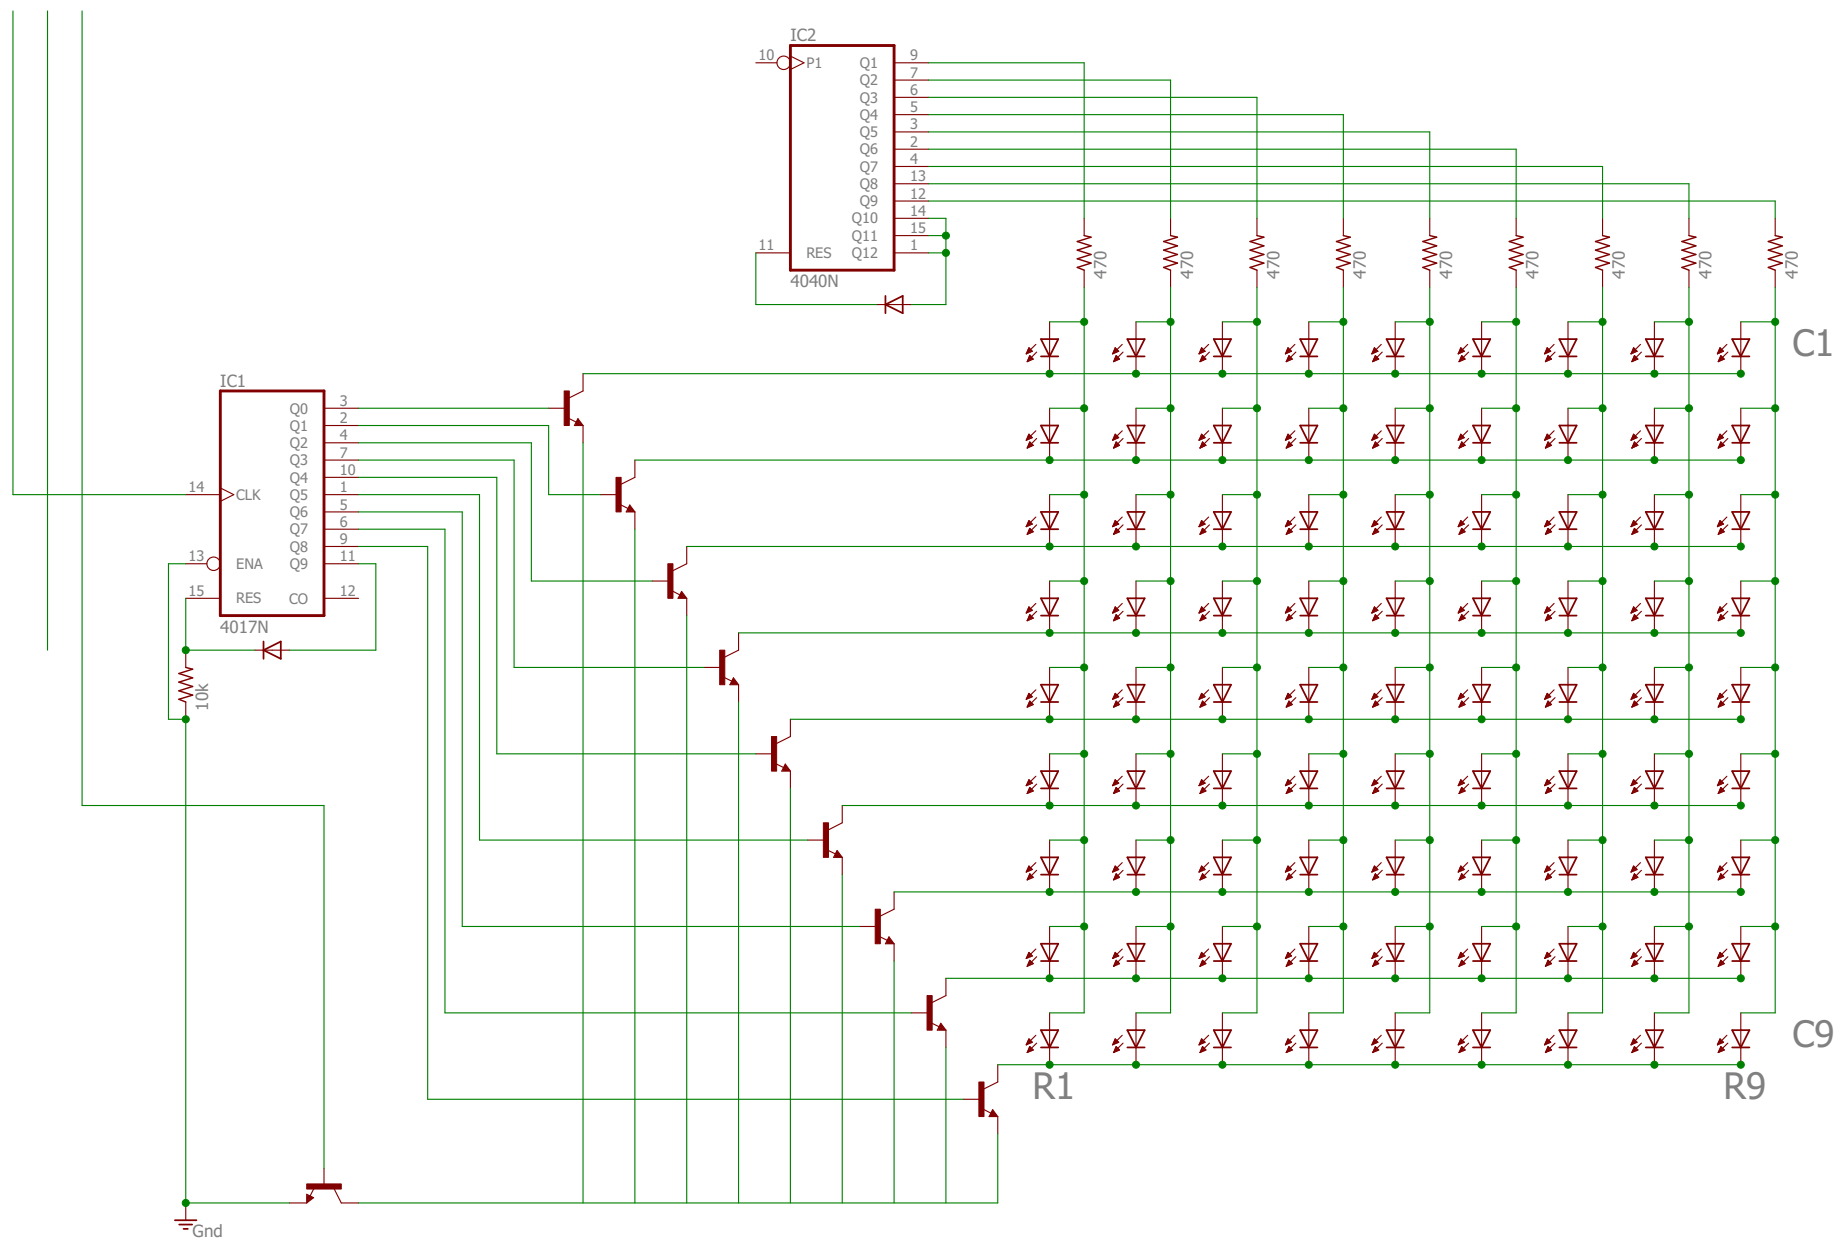 IC2
10 P1 Q1 9
Q2 7
Q3 6
Q4 5
Q5 3
Q6 2
Q7 4
Q8 13
Q9 12
Q10 14
Q11 15
11 RES Q12 1
4040N
470 470 470 470 470 470 470 470 470
C1
IC1
Q0 3
Q1 2
Q2 4
Q3 7
Q4 10
14 CLK Q5 1
Q6 5
Q7 6
Q8 9
13 ENA Q9 11
15 RES CO 12
4017N
10k
C9
R1 R9
Gnd